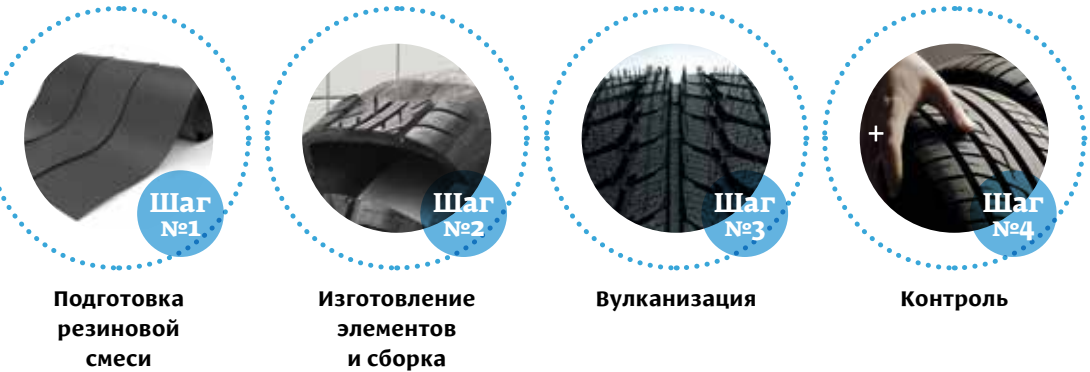 Шаг
№1
Шаг
№2
Шаг
№3
+
Шаг
№4
Подготовка
резиновой
смеси
Изготовление
элементов
и сборка
Вулканизация
Контроль